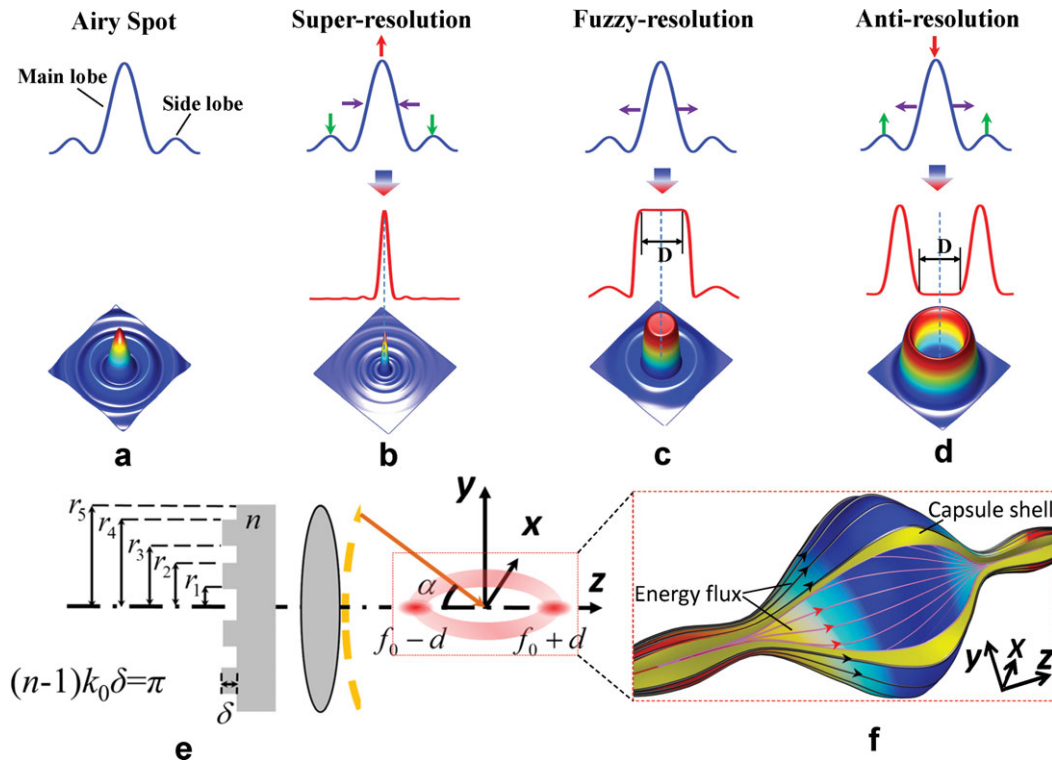 Airy Spot
Super-resolution
Fuzzy-resolution
Anti-resolution
Main lobe
Side lobe
D
D
a
b
c
d
r₅
r₄
r₃
r₂
r₁
n
(n-1)k₀δ=π
δ
α
y
x
z
f₀−d
f₀+d
e
Capsule shell
Energy flux
y
x
z
f